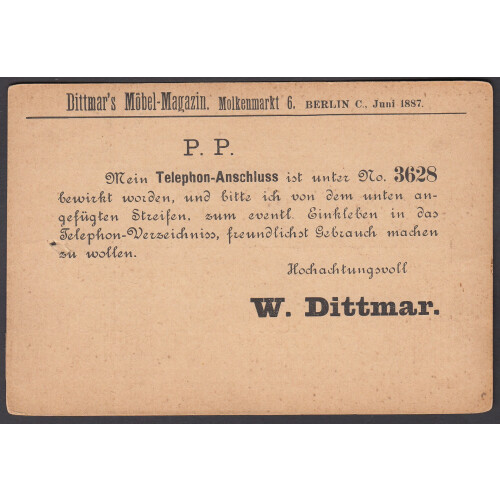 Dittmar's Möbel-Magazin. Molkenmarkt 6. BERLIN C., Juni 1887.
P. P.
Mein Telephon-Anschluss ist unter No. 3628
bewirkt worden, und bitte ich von dem unten an-
gefügten Streifen, zum eventl. Einkleben in das
Telephon-Verzeichniss, freundlichst Gebrauch machen
zu wollen.
Hochachtungsvoll
W. Dittmar.